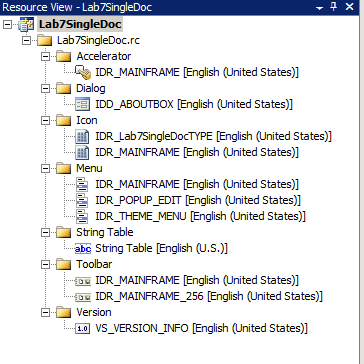 Resource View - Lab7SingleDoc
Lab7SingleDoc
Lab7SingleDoc.rc
Accelerator
IDR_MAINFRAME [English (United States)]
Dialog
IDD_ABOUTBOX [English (United States)]
Icon
IDR_Lab7SingleDocTYPE [English (United States)]
IDR_MAINFRAME [English (United States)]
Menu
IDR_MAINFRAME [English (United States)]
IDR_POPUP_EDIT [English (United States)]
IDR_THEME_MENU [English (United States)]
String Table
abc String Table [English (U.S.)]
Toolbar
IDR_MAINFRAME [English (United States)]
IDR_MAINFRAME_256 [English (United States)]
Version
1.0 VS_VERSION_INFO [English (United States)]